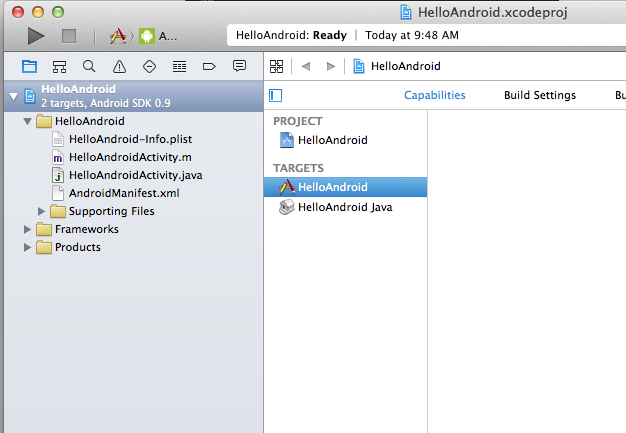 HelloAndroid.xcodeproj
A...
HelloAndroid: Ready | Today at 9:48 AM
HelloAndroid
2 targets, Android SDK 0.9
HelloAndroid
HelloAndroid-Info.plist
HelloAndroidActivity.m
HelloAndroidActivity.java
AndroidManifest.xml
Supporting Files
Frameworks
Products
HelloAndroid
Capabilities Build Settings Bu
PROJECT
HelloAndroid
TARGETS
HelloAndroid
HelloAndroid Java